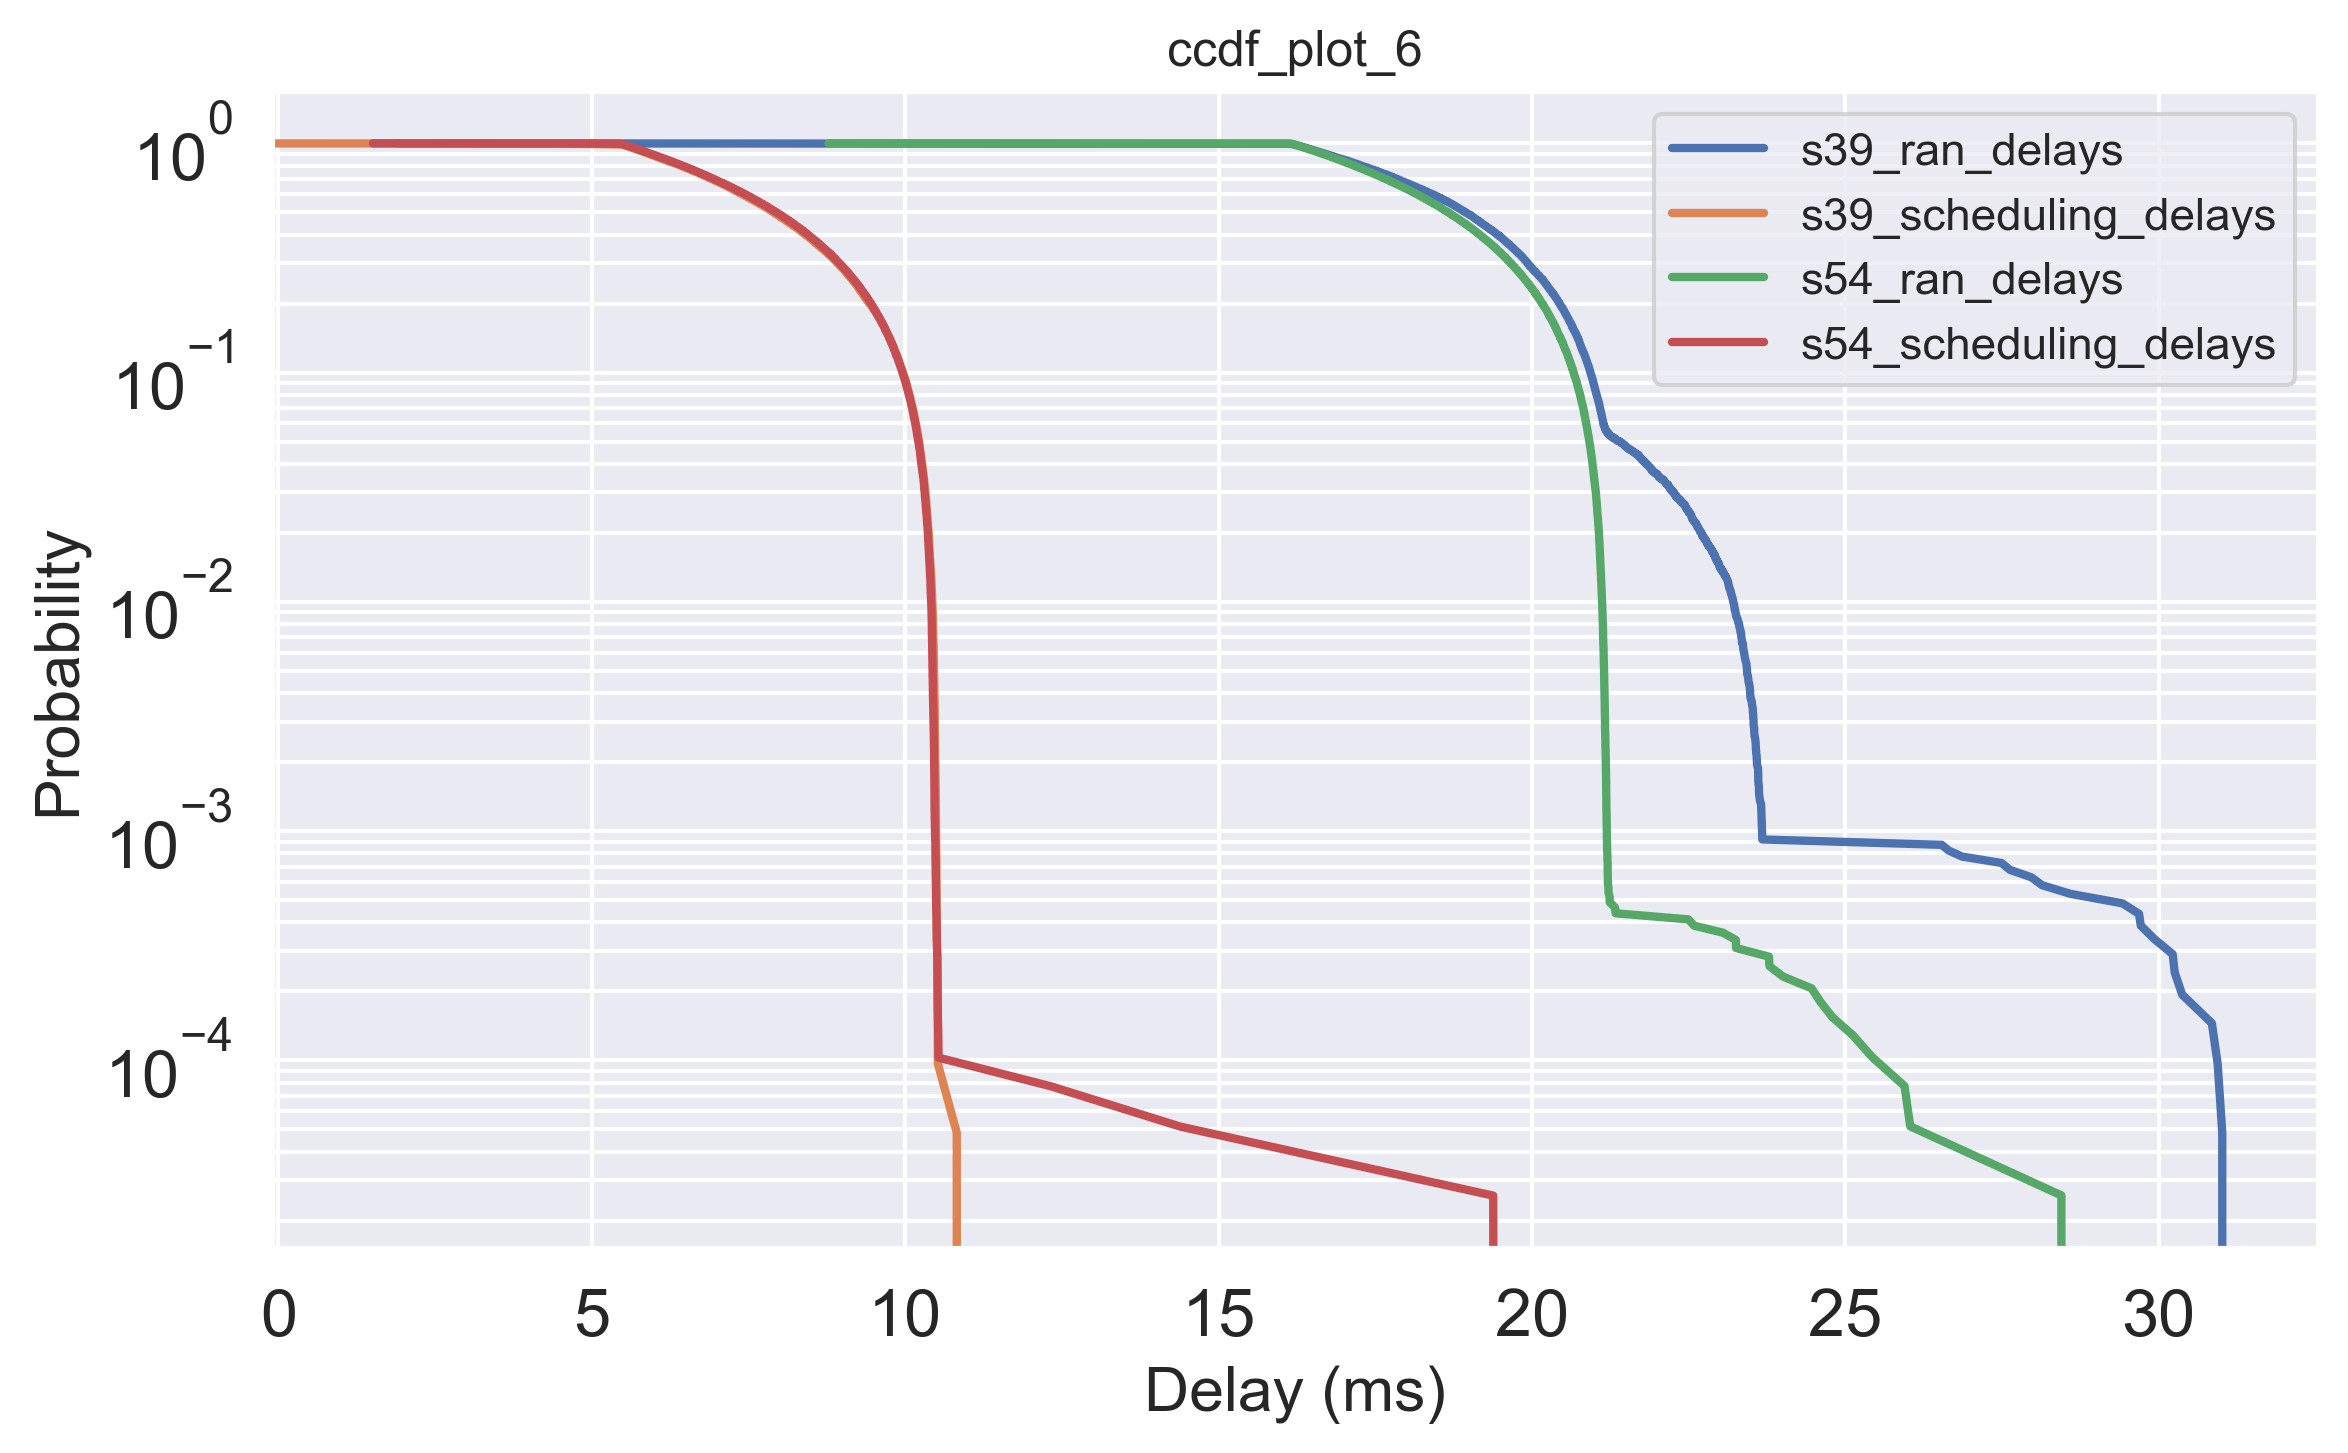 ccdf_plot_6
10^0
10^−1
10^−2
10^−3
10^−4
Probability
s39_ran_delays
s39_scheduling_delays
s54_ran_delays
s54_scheduling_delays
0 5 10 15 20 25 30
Delay (ms)